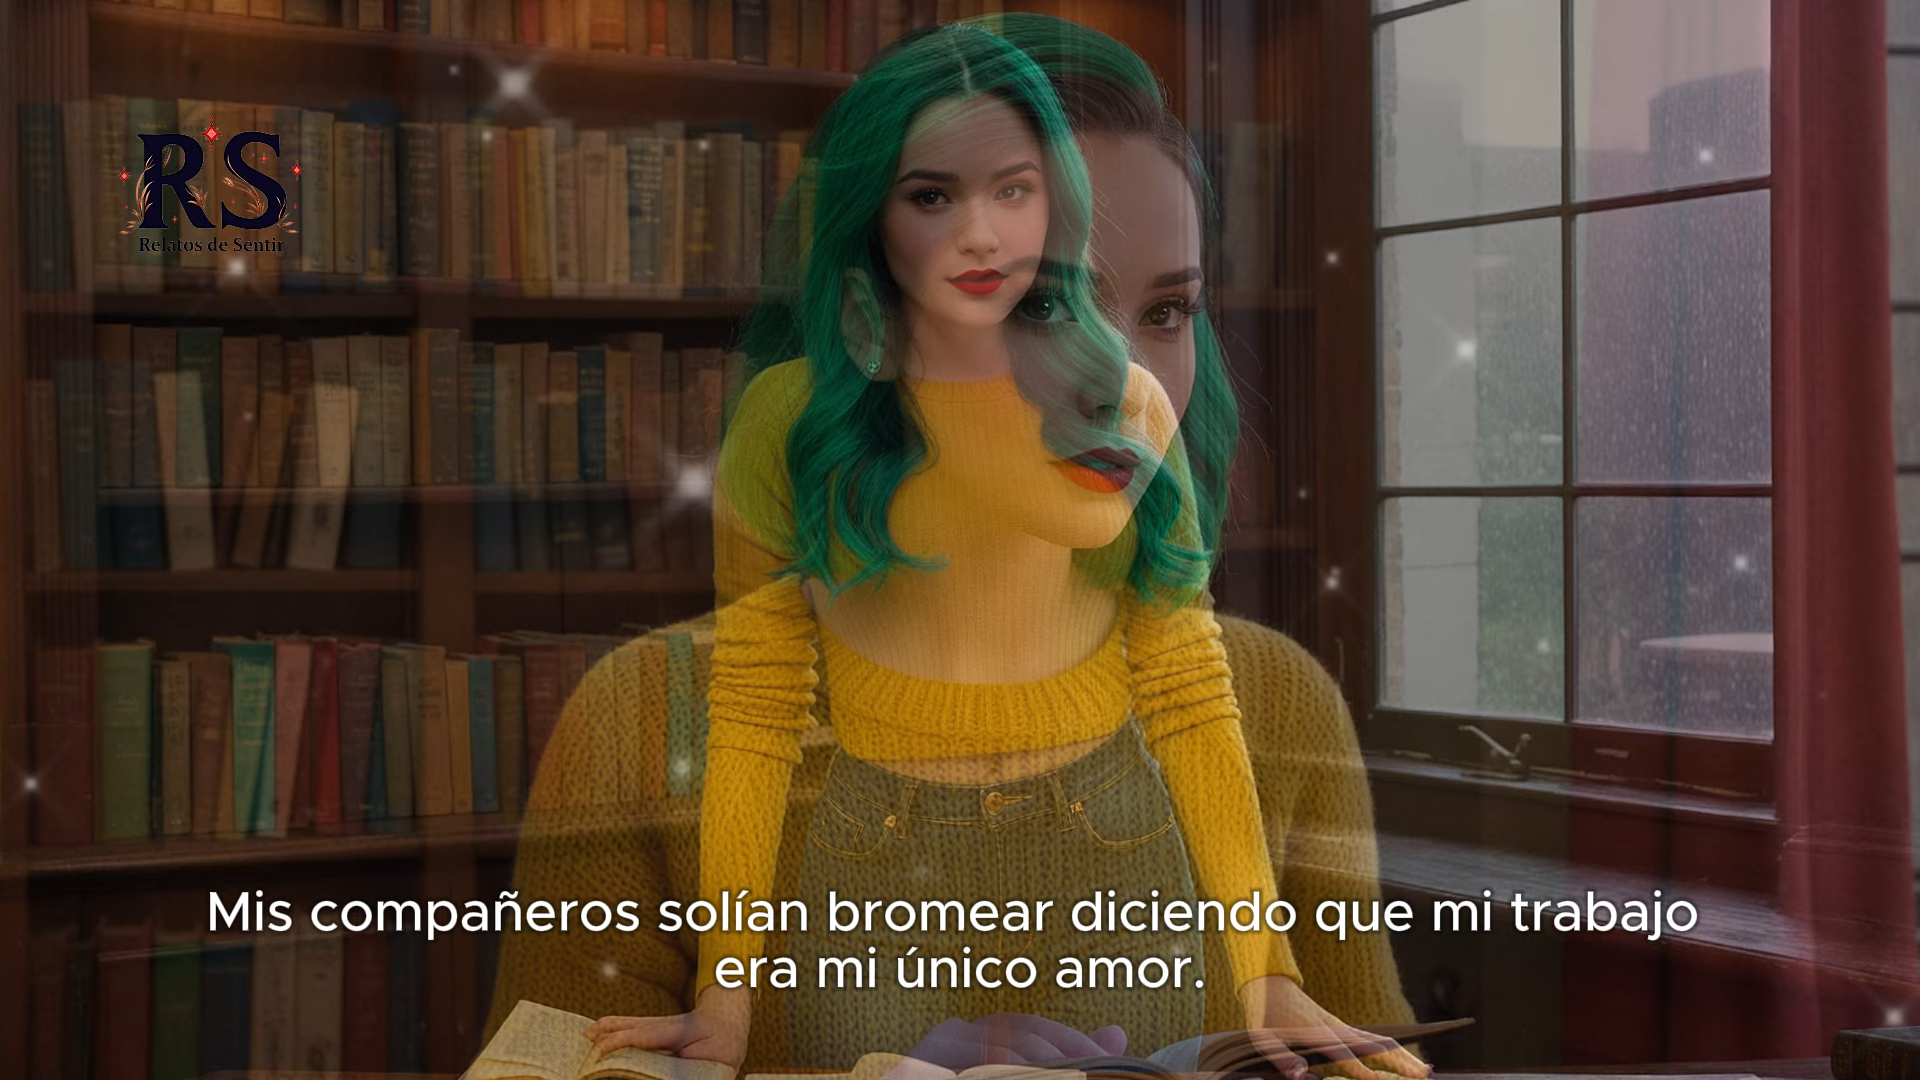 RS
Relatos de Sentir
Mis compañeros solían bromear diciendo que mi trabajo
era mi único amor.